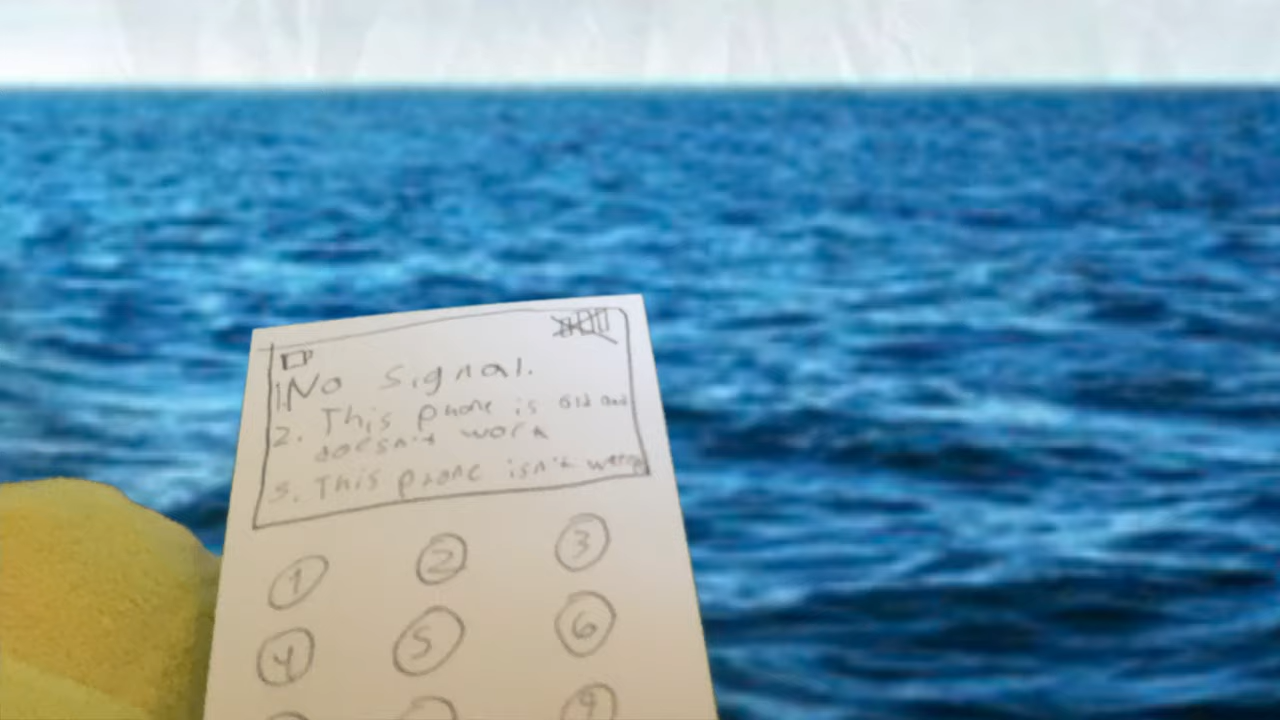 1. No signal.
2. This phone is old and
doesn't work
3. This phone isn't
1 2 3
4 5 6
9